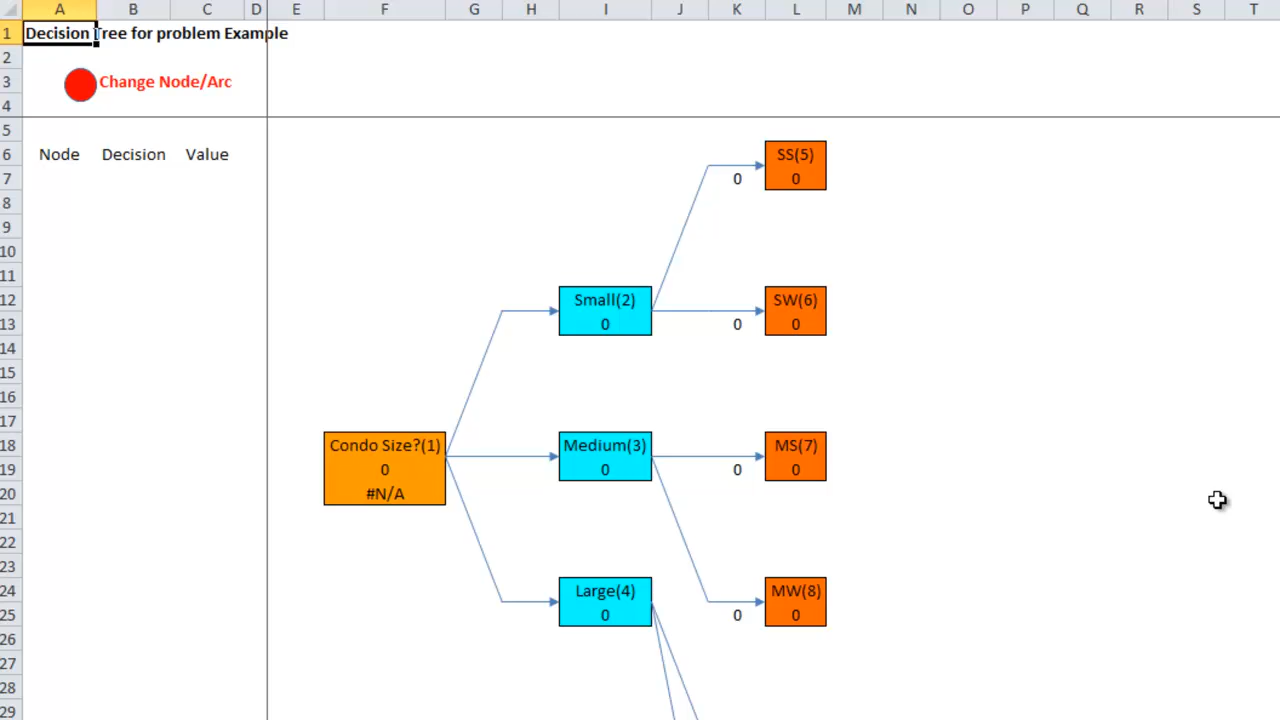 A B C D E F G H I J K L M N O P Q R S T
1 Decision Tree for problem Example
2
3 Change Node/Arc
4
5
6 Node Decision Value SS(5)
7 0 0
8
9
10
11
12 Small(2) SW(6)
13 0 0 0
14
15
16
17
18 Condo Size?(1) Medium(3) MS(7)
19 0 0 0 0
20 #N/A
21
22
23
24 Large(4) MW(8)
25 0 0 0
26
27
28
29